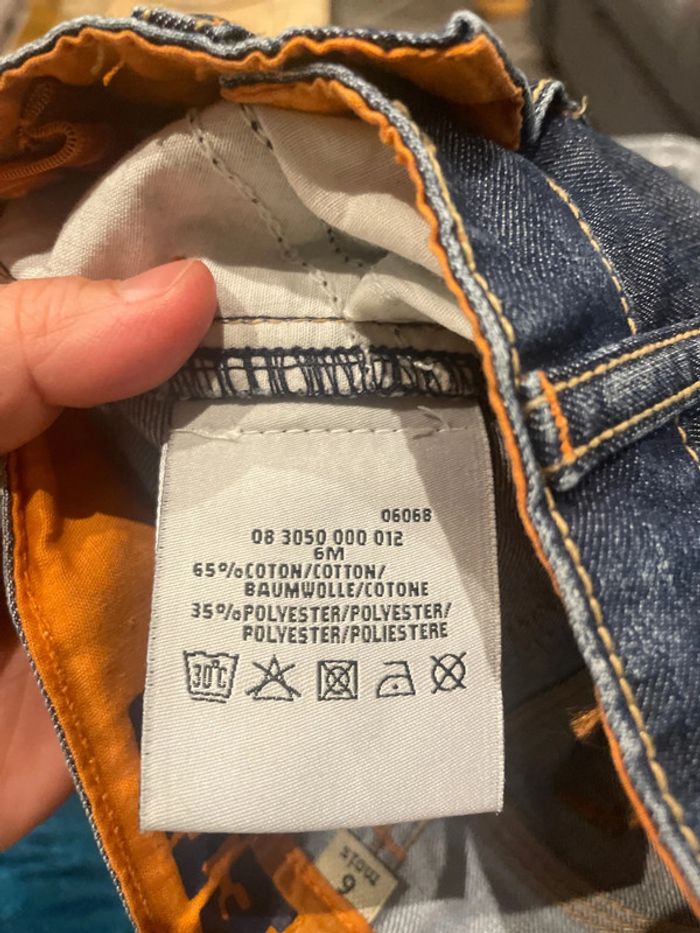 06068
08 3050 000 012
6M
65%COTON/COTTON/
BAUMWOLLE/COTONE
35%POLYESTER/POLYESTER/
POLYESTER/POLIESTERE
30°C
6
mois